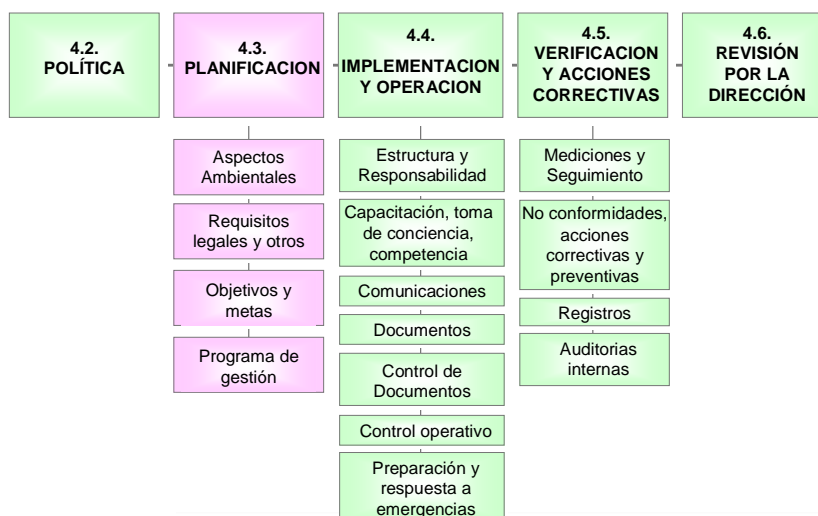 4.2.
POLÍTICA
4.3.
PLANIFICACION
4.4.
IMPLEMENTACION
Y OPERACION
4.5.
VERIFICACION
Y ACCIONES
CORRECTIVAS
4.6.
REVISIÓN
POR LA
DIRECCIÓN
Aspectos
Ambientales
Requisitos
legales y otros
Objetivos y
metas
Programa de
gestión
Estructura y
Responsabilidad
Capacitación, toma
de conciencia,
competencia
Comunicaciones
Documentos
Control de
Documentos
Control operativo
Preparación y
respuesta a
emergencias
Mediciones y
Seguimiento
No conformidades,
acciones
correctivas y
preventivas
Registros
Auditorias
internas